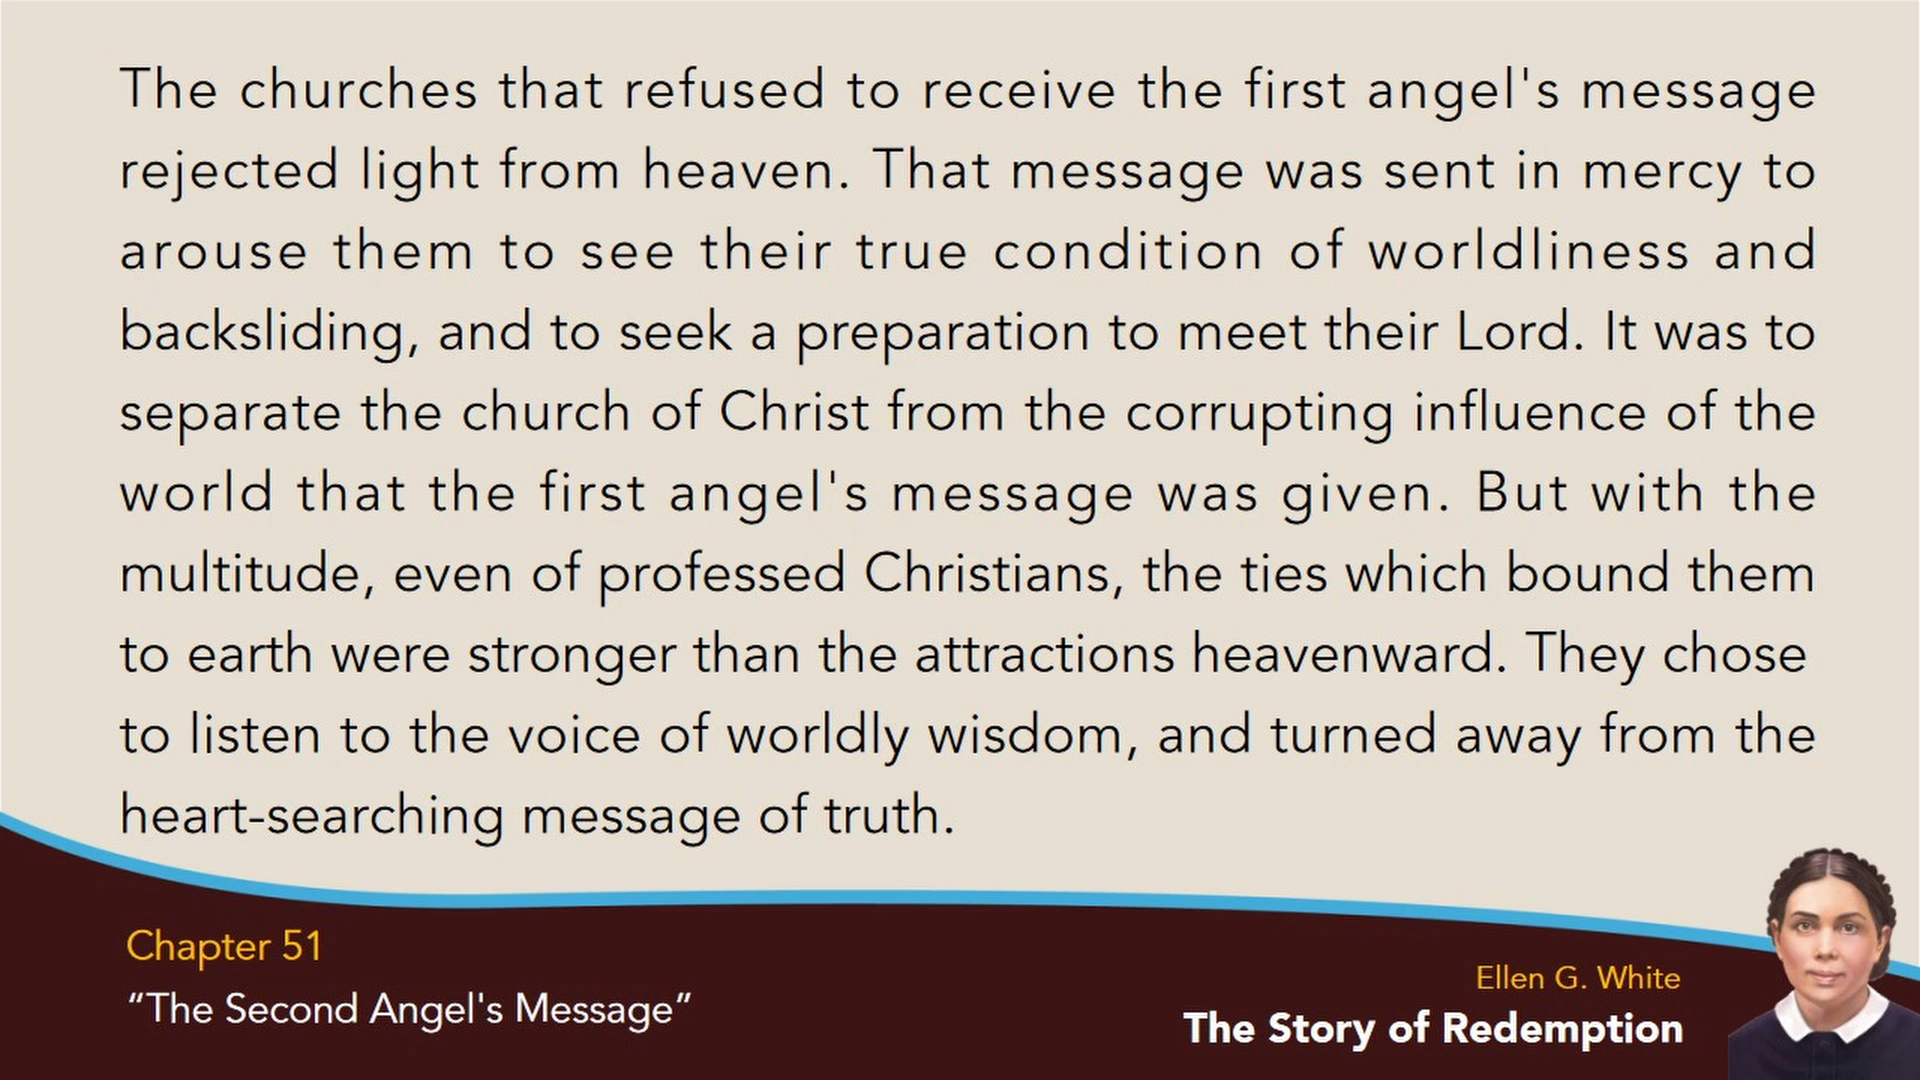 The churches that refused to receive the first angel's message
rejected light from heaven. That message was sent in mercy to
arouse them to see their true condition of worldliness and
backsliding, and to seek a preparation to meet their Lord. It was to
separate the church of Christ from the corrupting influence of the
world that the first angel's message was given. But with the
multitude, even of professed Christians, the ties which bound them
to earth were stronger than the attractions heavenward. They chose
to listen to the voice of worldly wisdom, and turned away from the
heart-searching message of truth.
Chapter 51
“The Second Angel's Message”
Ellen G. White
The Story of Redemption